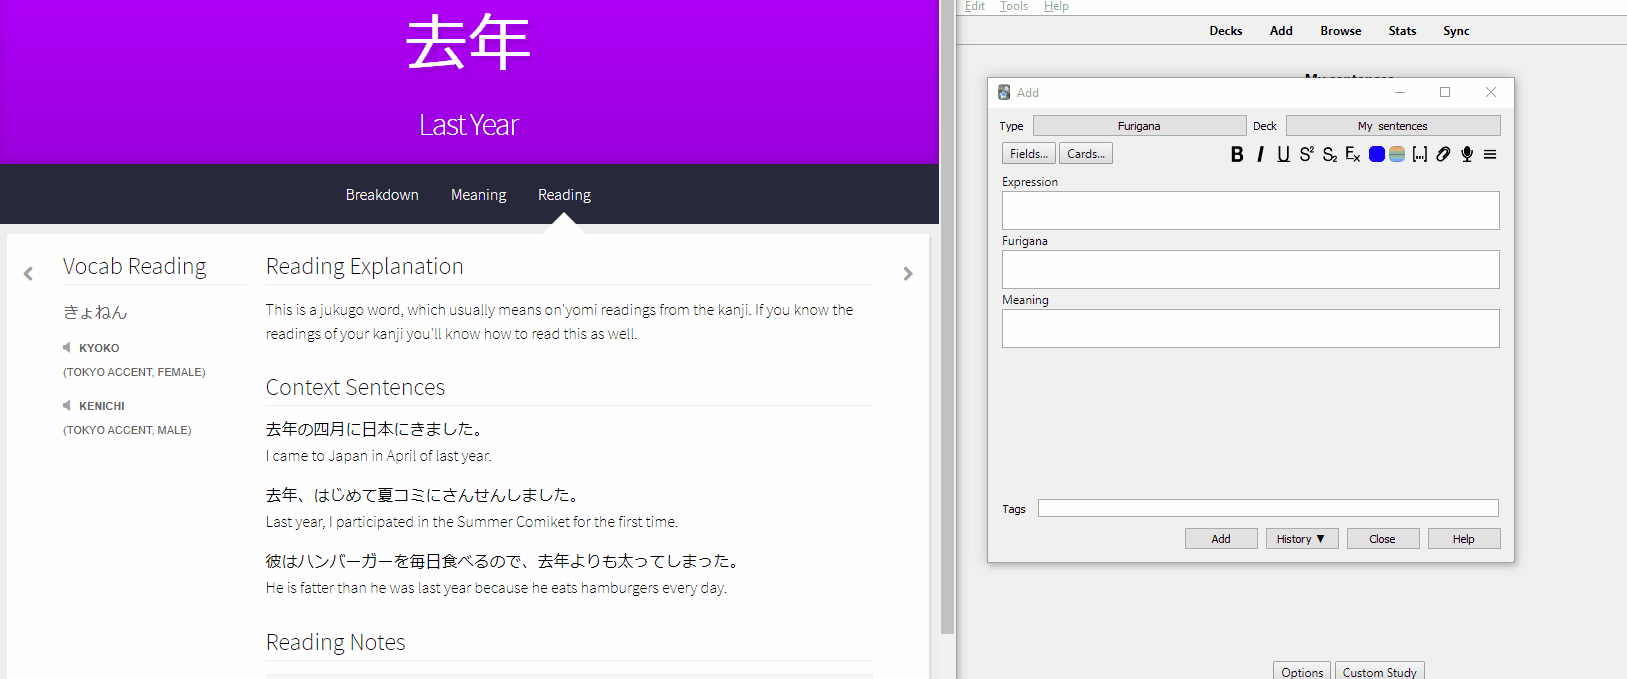 去年
Last Year
Breakdown Meaning Reading
Vocab Reading
きょねん
KYOKO
(TOKYO ACCENT, FEMALE)
KENICHI
(TOKYO ACCENT, MALE)
Reading Explanation
This is a jukugo word, which usually means on'yomi readings from the kanji. If you know the
readings of your kanji you'll know how to read this as well.
Context Sentences
去年の四月に日本にきました。
I came to Japan in April of last year.
去年、はじめて夏コミにさんせんしました。
Last year, I participated in the Summer Comiket for the first time.
彼はハンバーガーを毎日食べるので、去年よりも太ってしまった。
He is fatter than he was last year because he eats hamburgers every day.
Reading Notes
Edit Tools Help
Decks Add Browse Stats Sync
My sentences
Add
Type Furigana Deck My sentences
Fields... Cards... B I U S² S₂ Ex [...]
Expression
Furigana
Meaning
Tags
Add History ▼ Close Help
Options Custom Study